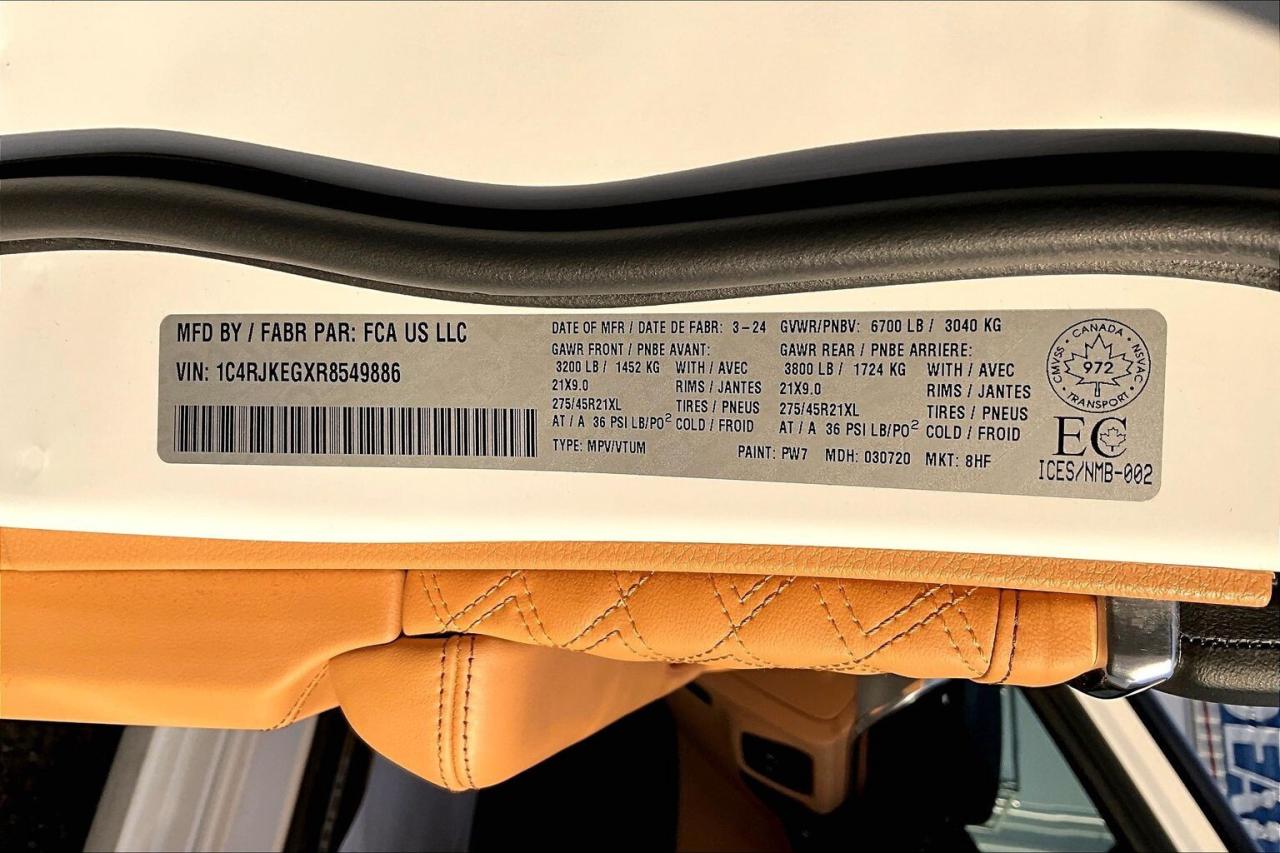 MFD BY / FABR PAR: FCA US LLC
VIN: 1C4RJKEGXR8549886
DATE OF MFR / DATE DE FABR: 3-24
GAWR FRONT / PNBE AVANT:
3200 LB / 1452 KG WITH / AVEC
21X9.0 RIMS / JANTES
275/45R21XL TIRES / PNEUS
AT / A 36 PSI LB/PO² COLD / FROID
TYPE: MPV/VTUM
GVWR/PNBV: 6700 LB / 3040 KG
GAWR REAR / PNBE ARRIERE:
3800 LB / 1724 KG WITH / AVEC
21X9.0 RIMS / JANTES
275/45R21XL TIRES / PNEUS
AT / A 36 PSI LB/PO² COLD / FROID
PAINT: PW7 MDH: 030720 MKT: 8HF
CANADA
CMVSS 972 NSVAC
TRANSPORT
EC
ICES/NMB-002